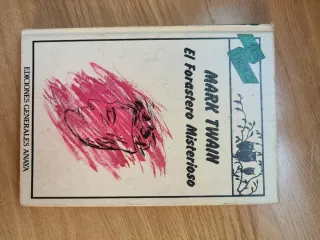 MARK TWAIN
El Forastero Misterioso
EDICIONES GENERALES ANAYA